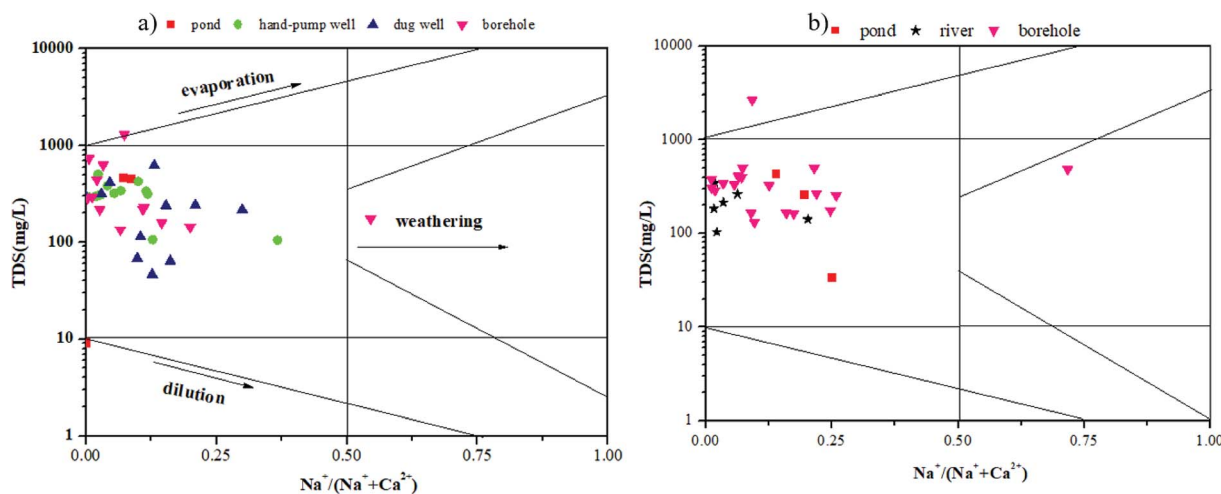 a)
pond hand-pump well dug well borehole
10000
1000
100
10
1
TDS(mg/L)
evaporation
weathering
dilution
0.00 0.25 0.50 0.75 1.00
Na⁺/(Na⁺+Ca²⁺)
b)
pond river borehole
10000
1000
100
10
1
TDS(mg/L)
0.00 0.25 0.50 0.75 1.00
Na⁺/(Na⁺+Ca²⁺)